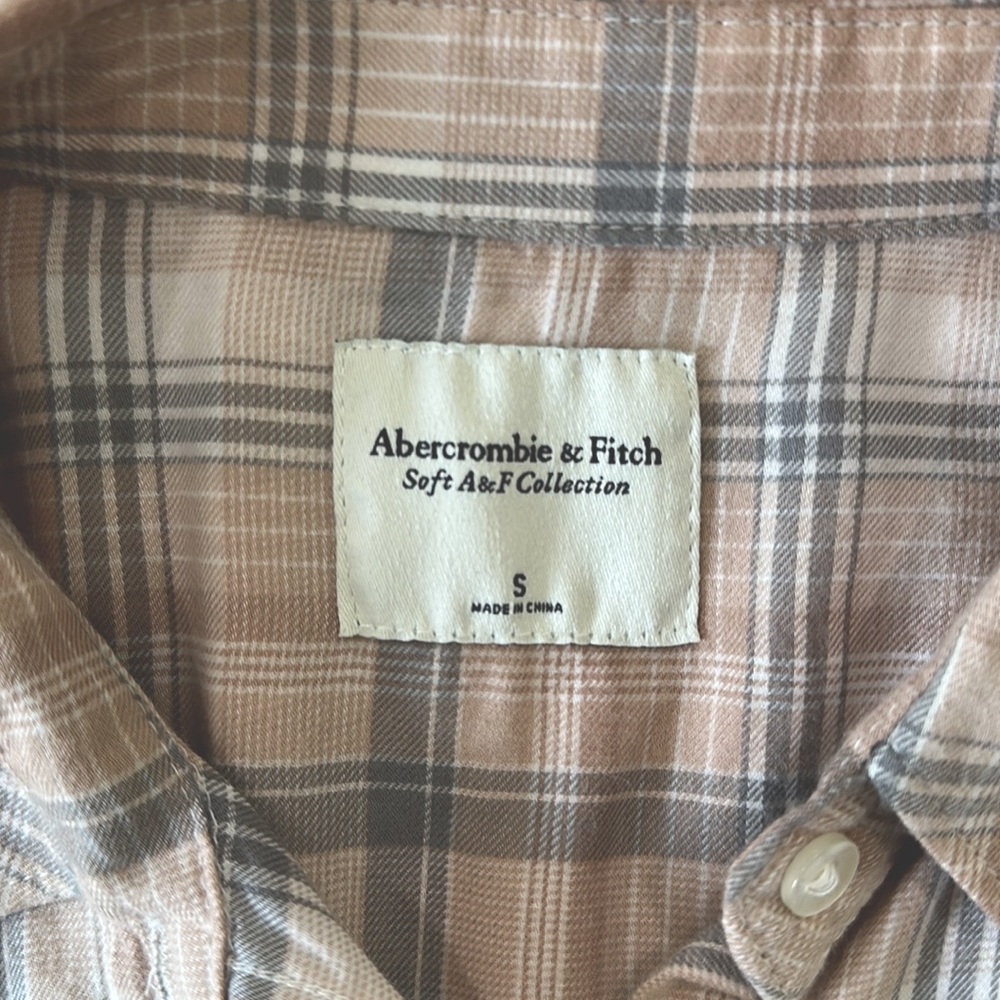 Abercrombie & Fitch
Soft A&F Collection
S
MADE IN CHINA